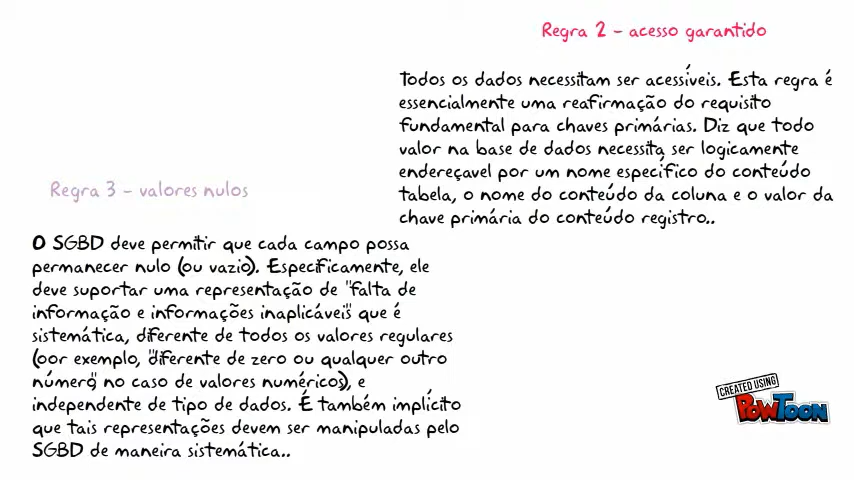 Regra 2 - acesso garantido
Todos os dados necessitam ser acessíveis. Esta regra é
essencialmente uma reafirmação do requisito
fundamental para chaves primárias. Diz que todo
valor na base de dados necessita ser logicamente
endereçavel por um nome específico do conteúdo
tabela, o nome do conteúdo da coluna e o valor da
chave primária do conteúdo registro..
Regra 3 - valores nulos
O SGBD deve permitir que cada campo possa
permanecer nulo (ou vazio). Especificamente, ele
deve suportar uma representação de "falta de
informação e informações inaplicáveis" que é
sistemática, diferente de todos os valores regulares
(oor exemplo, "diferente de zero ou qualquer outro
número", no caso de valores numéricos), e
independente de tipo de dados. É também implícito
que tais representações devem ser manipuladas pelo
SGBD de maneira sistemática..
CREATED USING
POWTOON